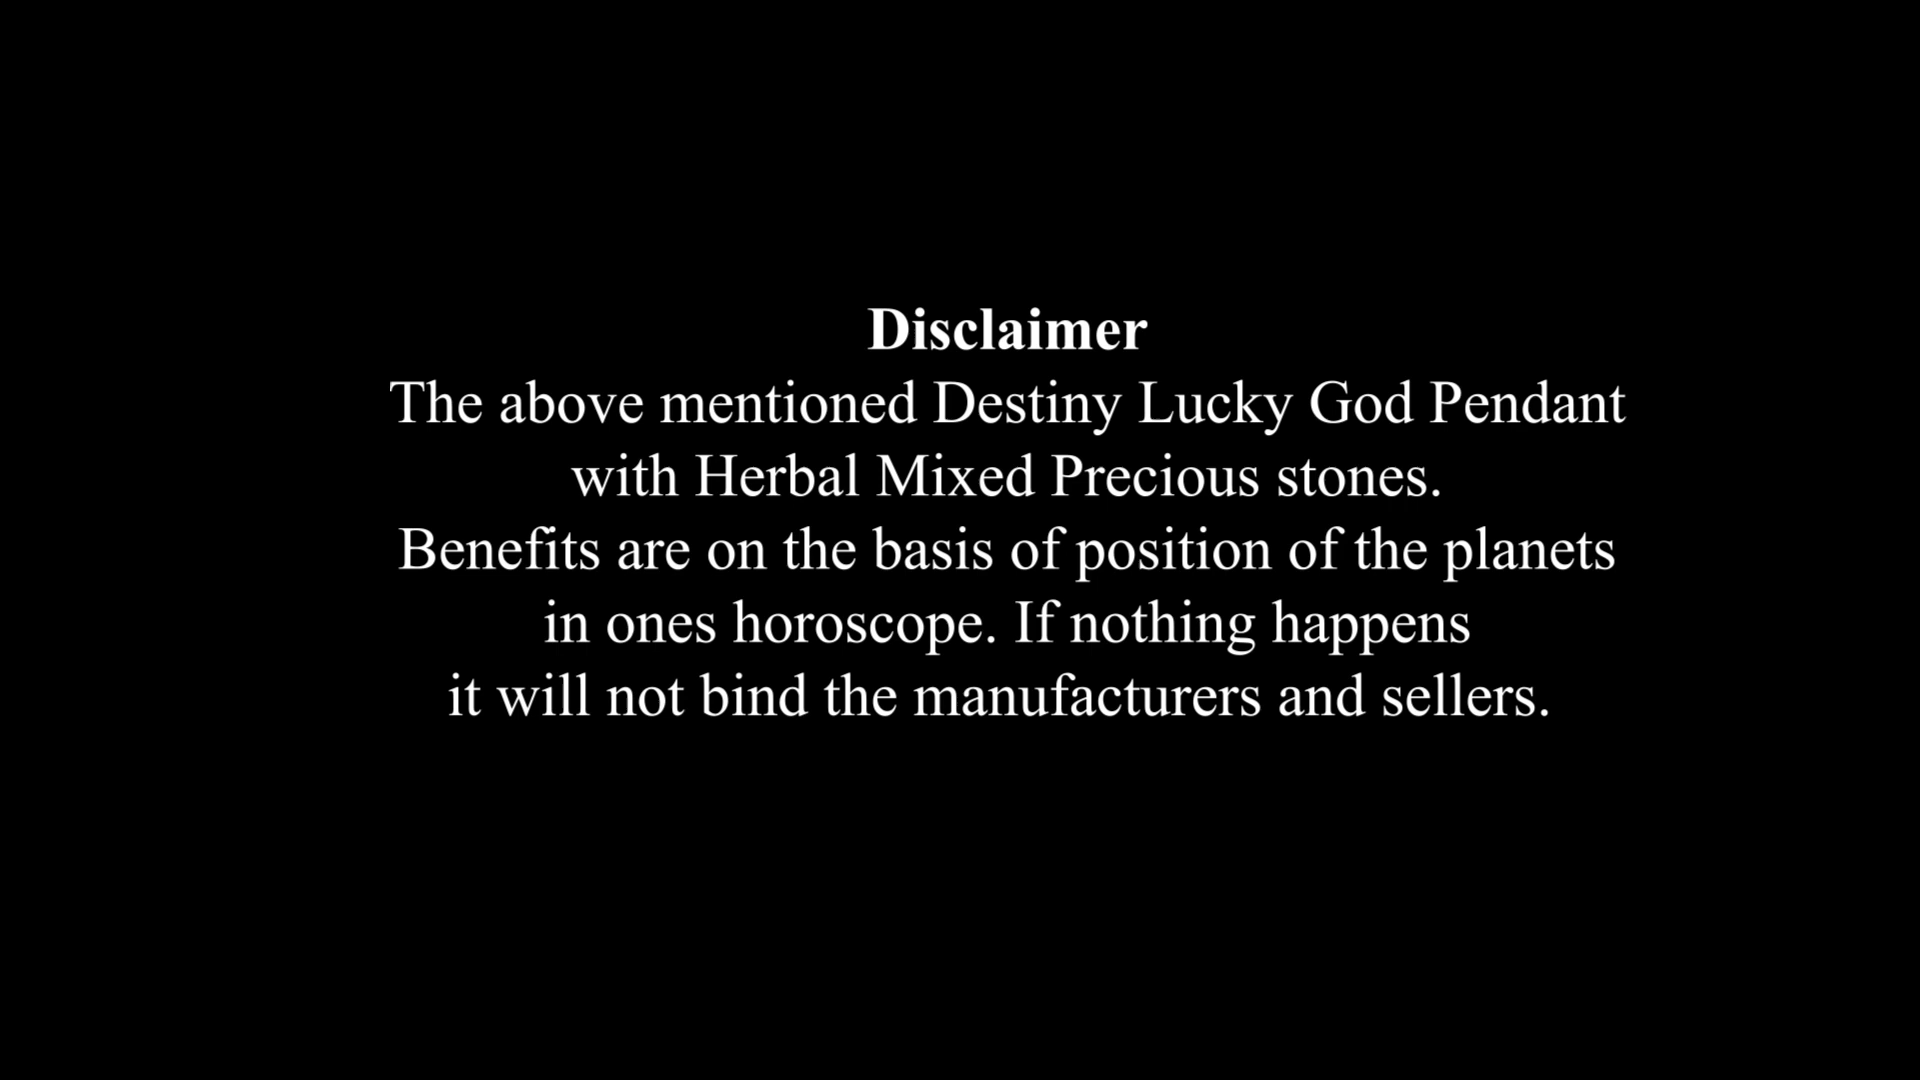 Disclaimer
The above mentioned Destiny Lucky God Pendant
with Herbal Mixed Precious stones.
Benefits are on the basis of position of the planets
in ones horoscope. If nothing happens
it will not bind the manufacturers and sellers.